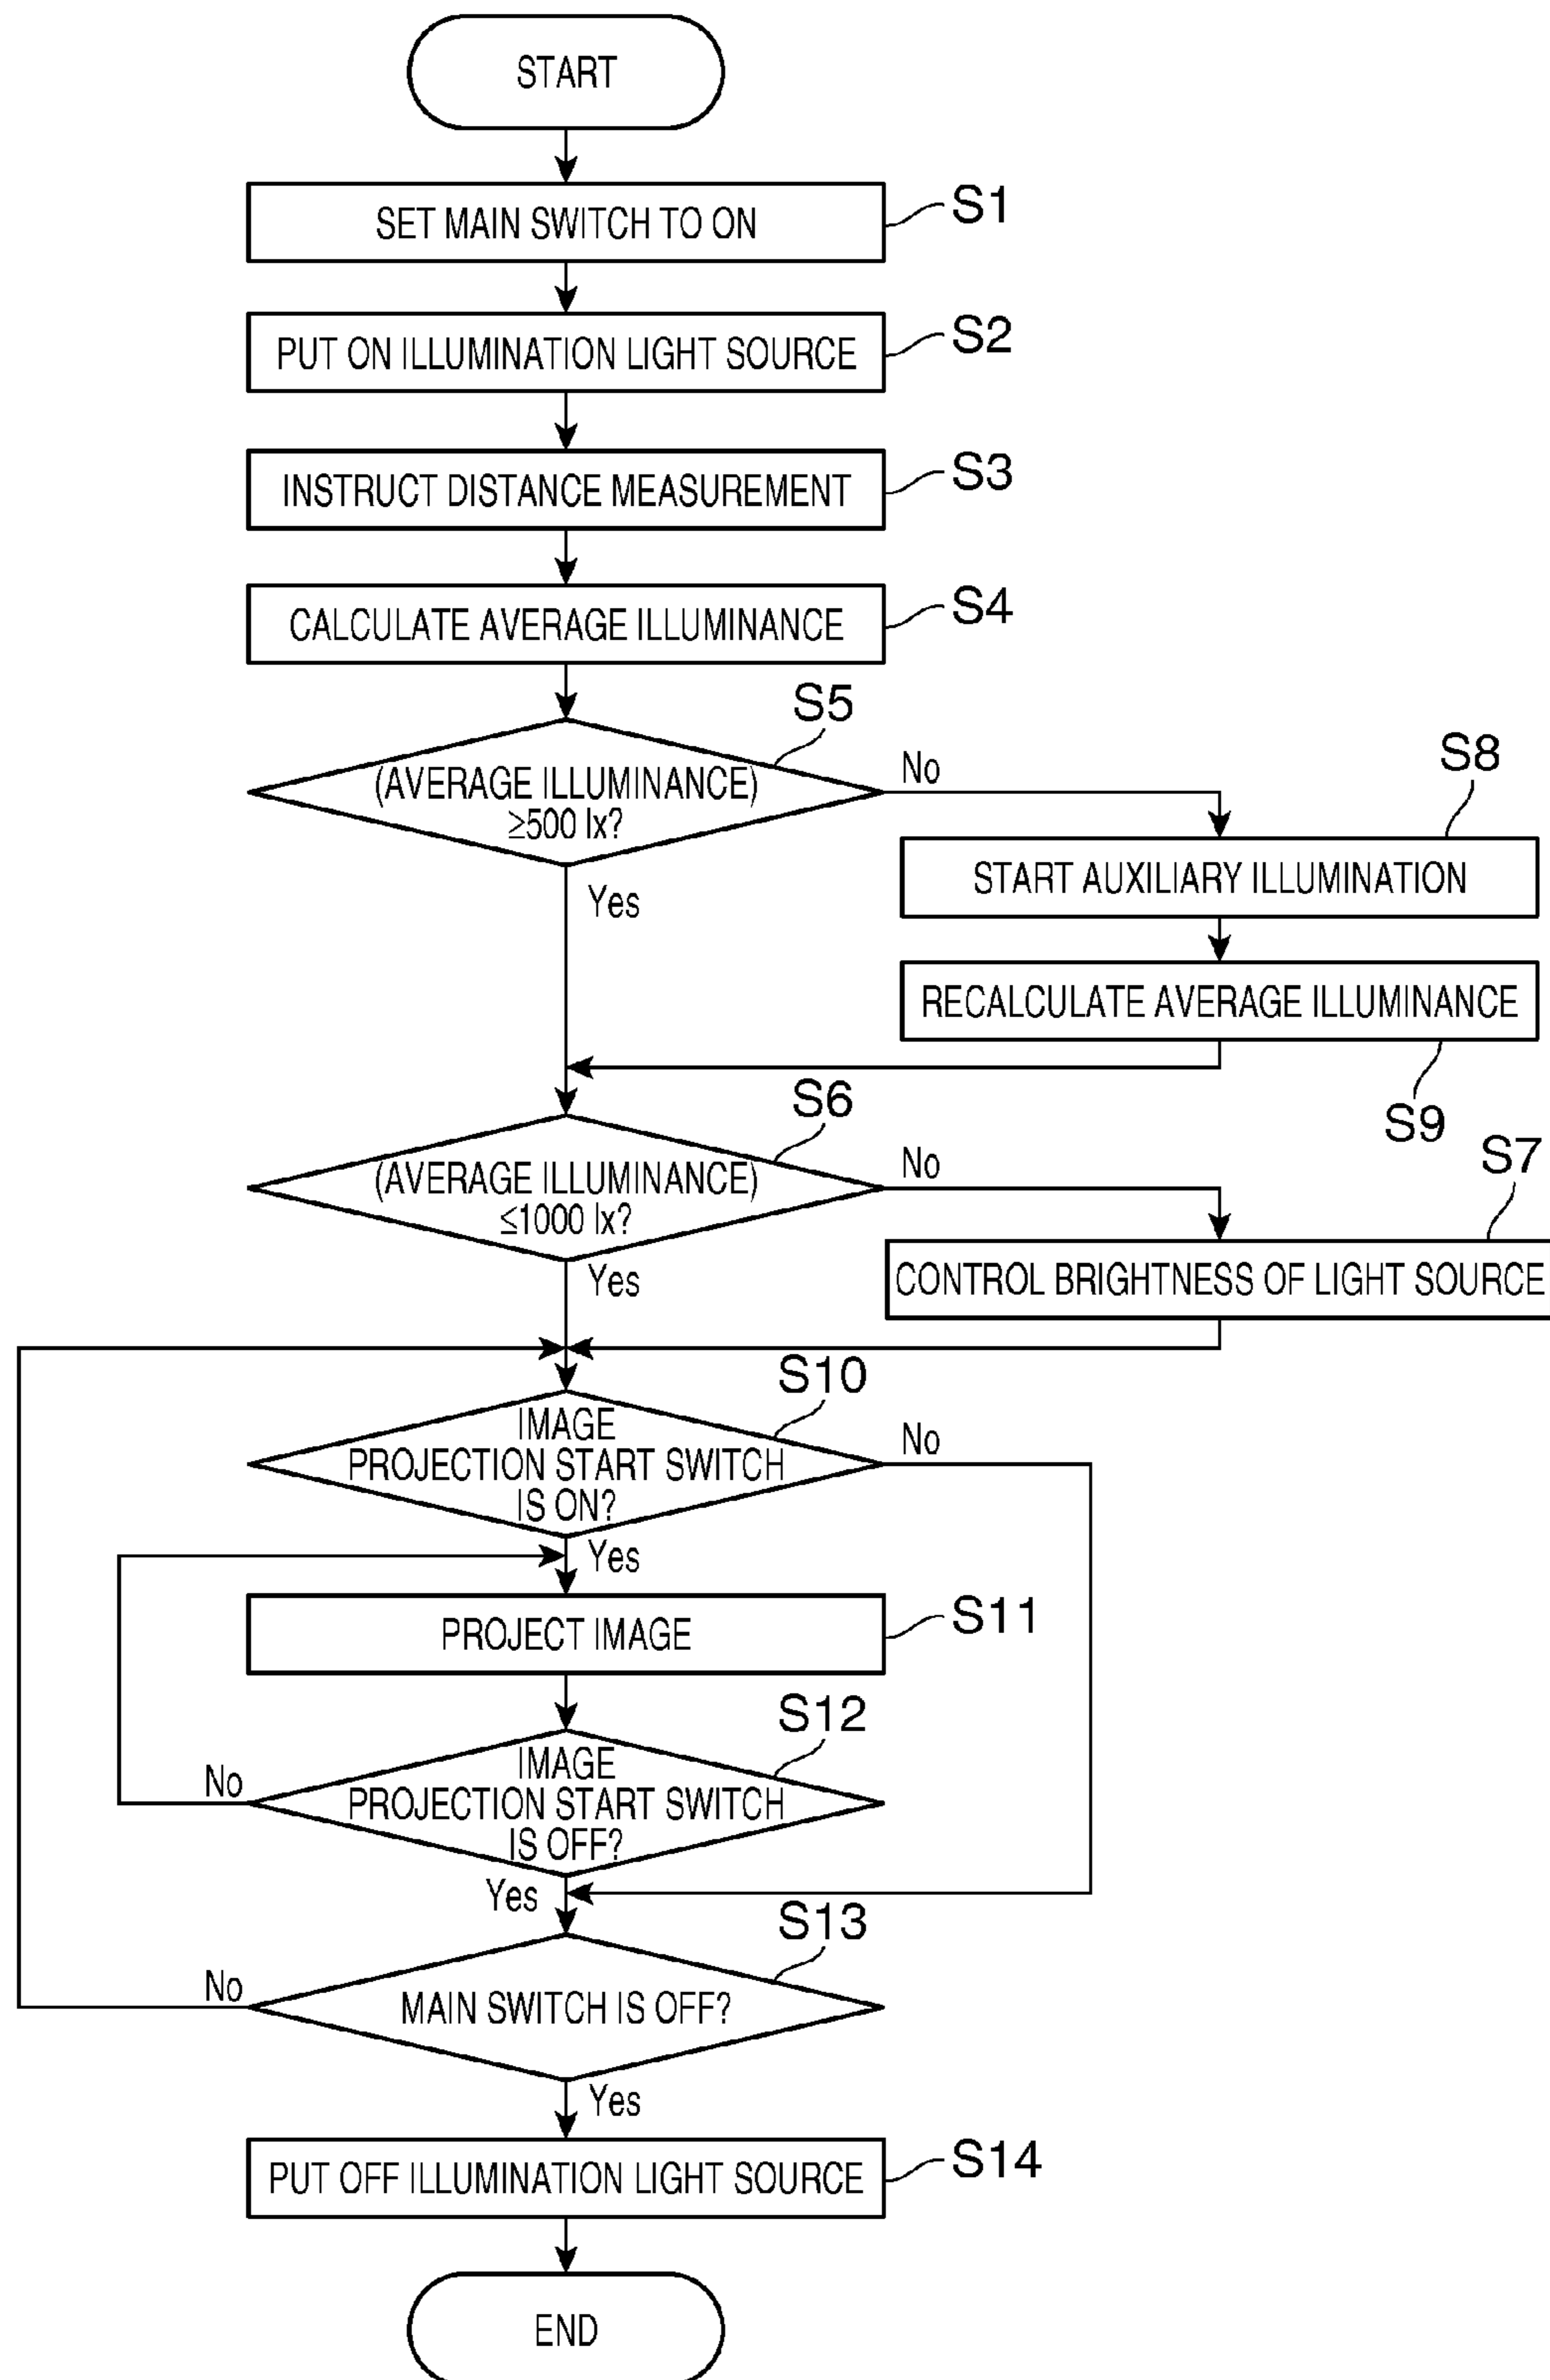 START
SET MAIN SWITCH TO ON
S1
PUT ON ILLUMINATION LIGHT SOURCE
S2
INSTRUCT DISTANCE MEASUREMENT
S3
CALCULATE AVERAGE ILLUMINANCE
S4
S5
(AVERAGE ILLUMINANCE)
≥500 lx?
No
Yes
S8
START AUXILIARY ILLUMINATION
RECALCULATE AVERAGE ILLUMINANCE
S9
S6
(AVERAGE ILLUMINANCE)
≤1000 lx?
No
Yes
S7
CONTROL BRIGHTNESS OF LIGHT SOURCE
S10
IMAGE
PROJECTION START SWITCH
IS ON?
No
Yes
PROJECT IMAGE
S11
S12
IMAGE
PROJECTION START SWITCH
IS OFF?
No
Yes
S13
MAIN SWITCH IS OFF?
No
Yes
PUT OFF ILLUMINATION LIGHT SOURCE
S14
END